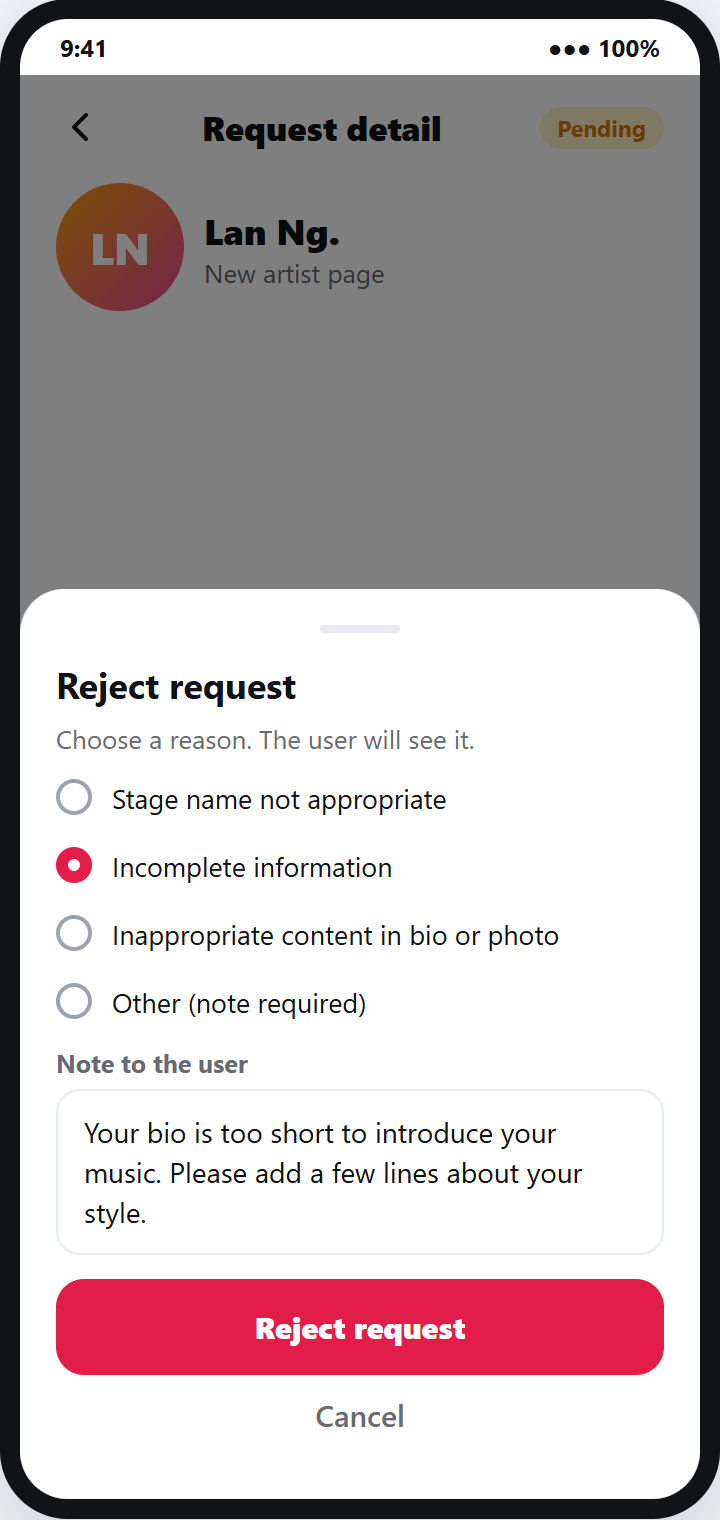 9:41
●●● 100%
Request detail
Pending
LN
Lan Ng.
New artist page
Reject request
Choose a reason. The user will see it.
Stage name not appropriate
Incomplete information
Inappropriate content in bio or photo
Other (note required)
Note to the user
Your bio is too short to introduce your
music. Please add a few lines about your
style.
Reject request
Cancel